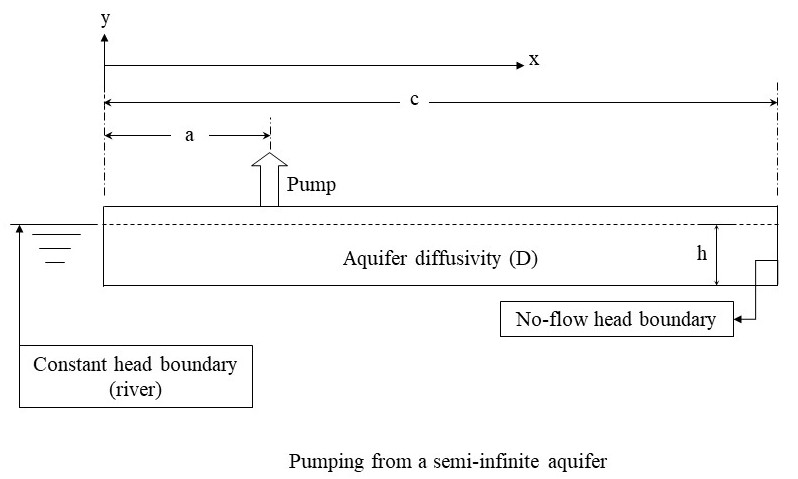 y
x
c
a
Pump
Aquifer diffusivity (D)
h
No-flow head boundary
Constant head boundary
(river)
Pumping from a semi-infinite aquifer